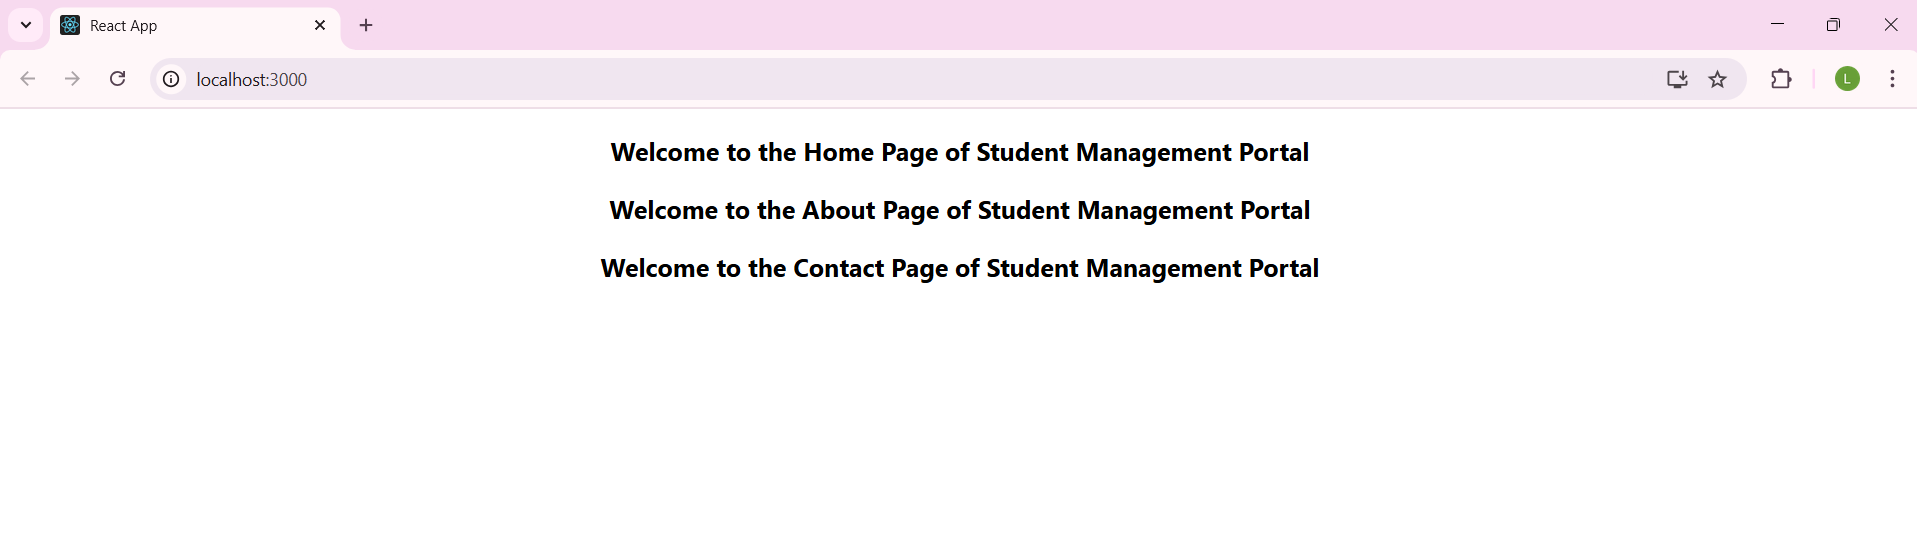 React App
localhost:3000
L
Welcome to the Home Page of Student Management Portal
Welcome to the About Page of Student Management Portal
Welcome to the Contact Page of Student Management Portal